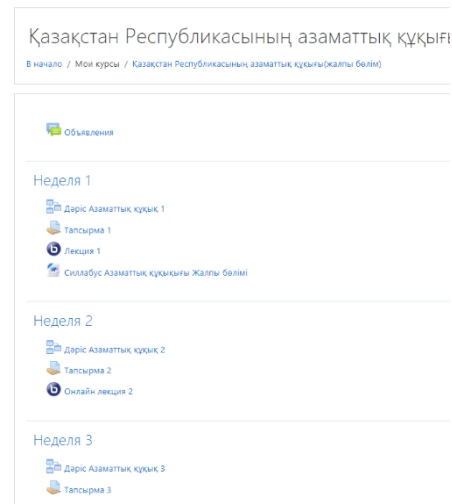 Қазақстан Республикасының азаматтық құқығы
В начало / Мои курсы / Қазақстан Республикасының азаматтық құқығы(жалпы бөлім)
Объявления
Неделя 1
Дәріс Азаматтық құқық 1
Тапсырма 1
Лекция 1
Силлабус Азаматтық құқықығы Жалпы бөлімі
Неделя 2
Дәріс Азаматтық құқық 2
Тапсырма 2
Онлайн лекция 2
Неделя 3
Дәріс Азаматтық құқық 3
Тапсырма 3